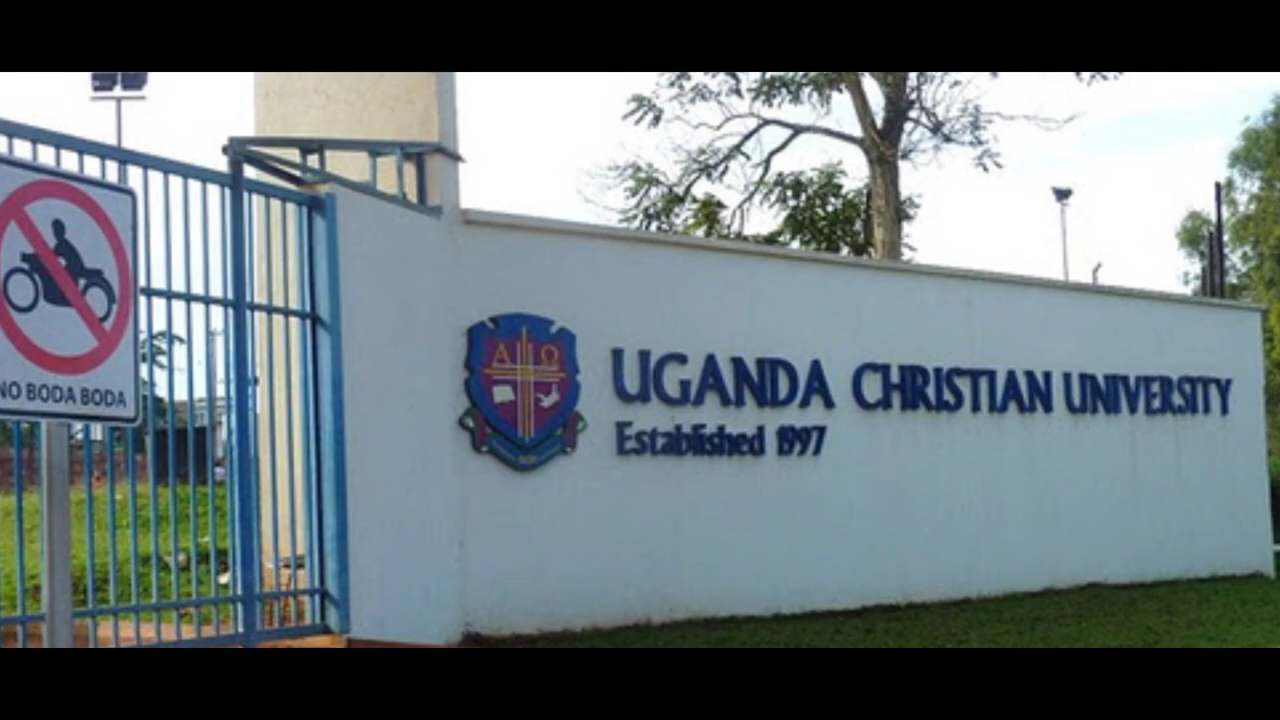 NO BODA BODA
Α Ω
UGANDA CHRISTIAN UNIVERSITY
Established 1997